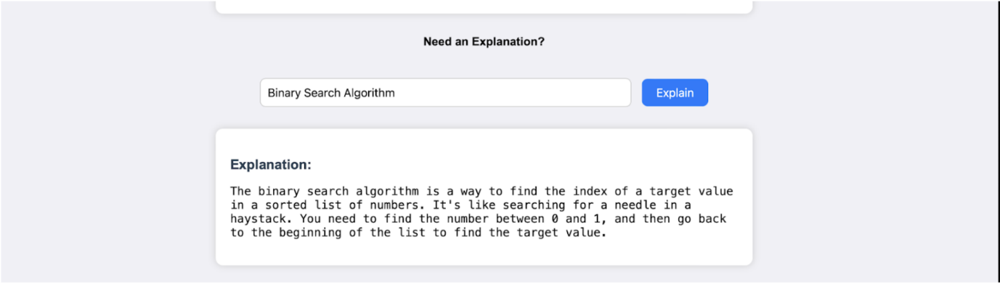 Need an Explanation?
Binary Search Algorithm
Explain
Explanation:
The binary search algorithm is a way to find the index of a target value
in a sorted list of numbers. It's like searching for a needle in a
haystack. You need to find the number between 0 and 1, and then go back
to the beginning of the list to find the target value.